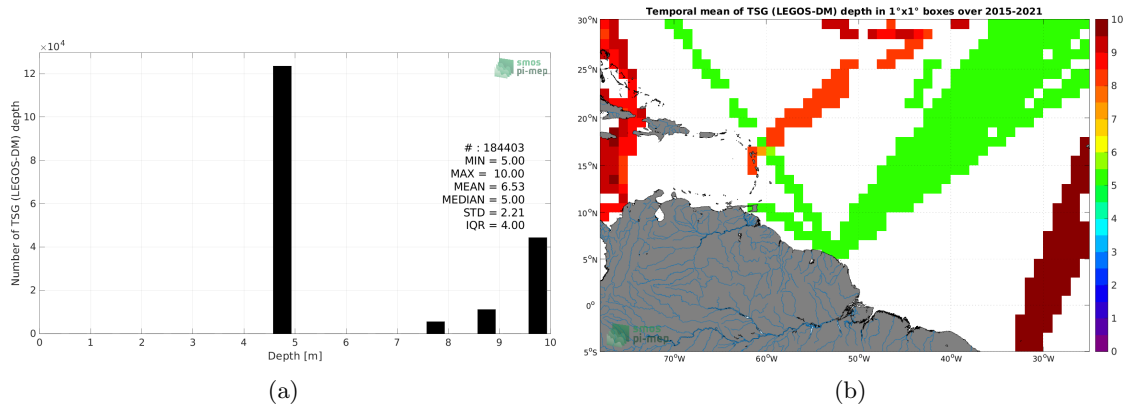 ×10⁴
12
10
8
6
4
2
0
Number of TSG (LEGOS-DM) depth
0 1 2 3 4 5 6 7 8 9 10
Depth [m]
smos
pi-mep
# : 184403
MIN = 5.00
MAX = 10.00
MEAN = 6.53
MEDIAN = 5.00
STD = 2.21
IQR = 4.00
(a)
Temporal mean of TSG (LEGOS-DM) depth in 1°x1° boxes over 2015-2021
30°N
25°N
20°N
15°N
10°N
5°N
0°
5°S
70°W 60°W 50°W 40°W 30°W
smos
pi-mep
10
9
8
7
6
5
4
3
2
1
0
(b)